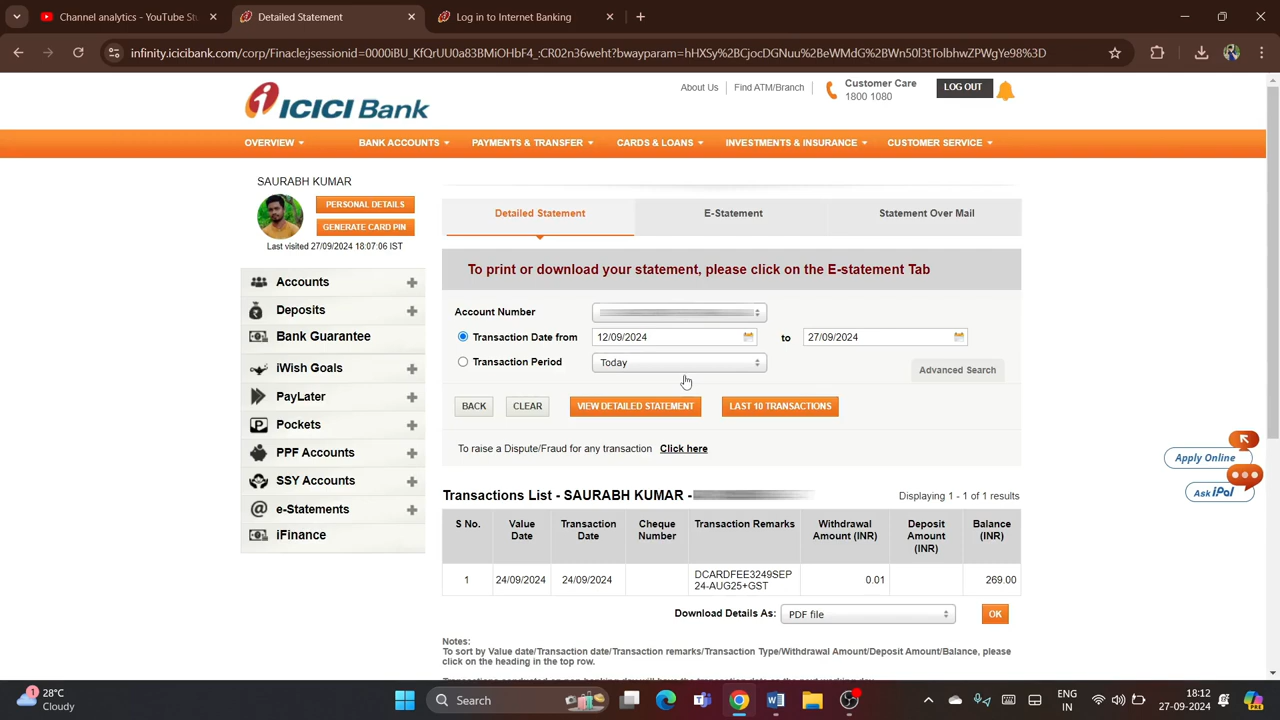 Channel analytics - YouTube St
Detailed Statement
Log in to Internet Banking
infinity.icicibank.com/corp/Finacle;jsessionid=0000iBU_KfQrUU0a83BMiOHbF4_:CR02n36weht?bwayparam=hHXSy%2BCjocDGNuu%2BeWMdG%2BWn50l3tTolbhwZPWgYe98%3D
ICICI Bank
About Us
Find ATM/Branch
Customer Care
1800 1080
LOG OUT
OVERVIEW
BANK ACCOUNTS
PAYMENTS & TRANSFER
CARDS & LOANS
INVESTMENTS & INSURANCE
CUSTOMER SERVICE
SAURABH KUMAR
PERSONAL DETAILS
GENERATE CARD PIN
Last visited 27/09/2024 18:07:06 IST
Accounts
Deposits
Bank Guarantee
iWish Goals
PayLater
Pockets
PPF Accounts
SSY Accounts
e-Statements
iFinance
Detailed Statement
E-Statement
Statement Over Mail
To print or download your statement, please click on the E-statement Tab
Account Number
Transaction Date from 12/09/2024 to 27/09/2024
Transaction Period Today
Advanced Search
BACK CLEAR VIEW DETAILED STATEMENT LAST 10 TRANSACTIONS
To raise a Dispute/Fraud for any transaction Click here
Transactions List - SAURABH KUMAR -
Displaying 1 - 1 of 1 results
S No.
Value Date
Transaction Date
Cheque Number
Transaction Remarks
Withdrawal Amount (INR)
Deposit Amount (INR)
Balance (INR)
1 24/09/2024 24/09/2024 DCARDFEE3249SEP 0.01 269.00
24-AUG25+GST
Download Details As: PDF file OK
Notes:
To sort by Value date/Transaction date/Transaction remarks/Transaction Type/Withdrawal Amount/Deposit Amount/Balance, please
click on the heading in the top row.
Apply Online
Ask iPal
1
28°C
Cloudy
Search
ENG
IN
18:12
27-09-2024